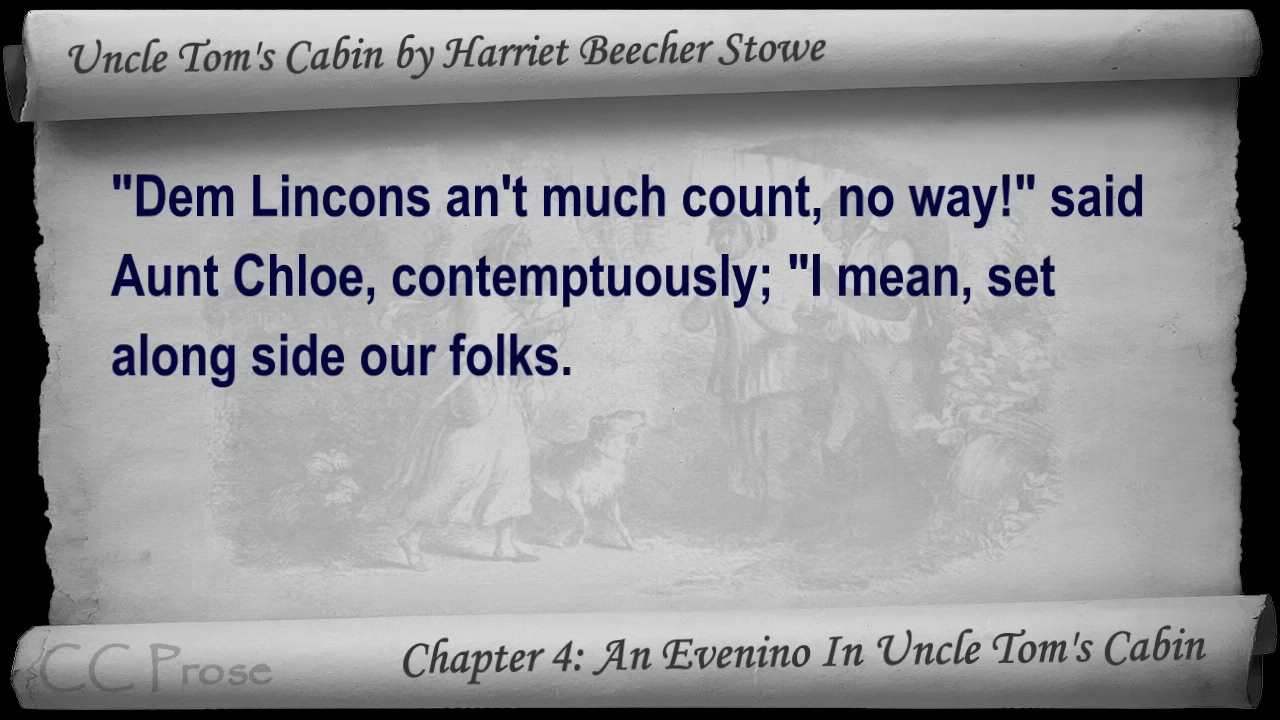 Uncle Tom's Cabin by Harriet Beecher Stowe
"Dem Lincons an't much count, no way!" said
Aunt Chloe, contemptuously; "I mean, set
along side our folks.
CC Prose
Chapter 4: An Evenino In Uncle Tom's Cabin